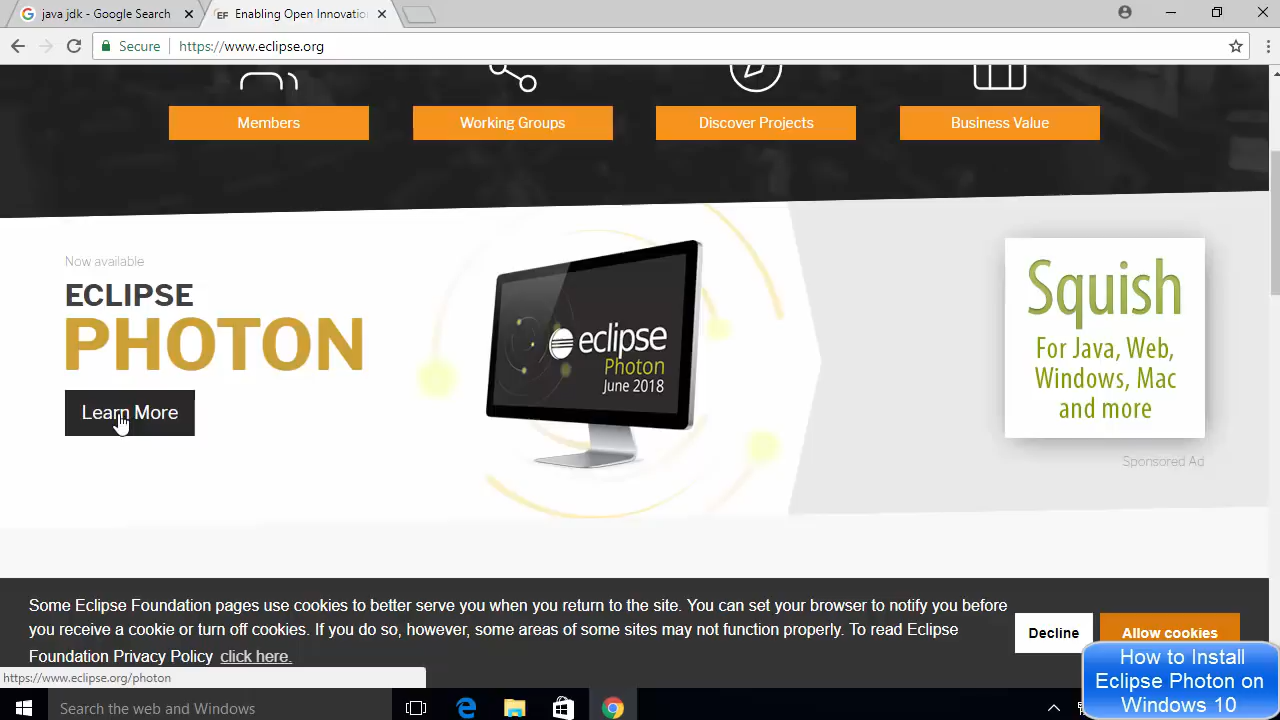 java jdk - Google Search
Enabling Open Innovatio
Secure
https://www.eclipse.org
Members
Working Groups
Discover Projects
Business Value
Now available
ECLIPSE
PHOTON
Learn More
eclipse
Photon
June 2018
Squish
For Java, Web,
Windows, Mac
and more
Sponsored Ad
Some Eclipse Foundation pages use cookies to better serve you when you return to the site. You can set your browser to notify you before
you receive a cookie or turn off cookies. If you do so, however, some areas of some sites may not function properly. To read Eclipse
Foundation Privacy Policy click here.
Decline
Allow cookies
https://www.eclipse.org/photon
How to Install
Eclipse Photon on
Windows 10
Search the web and Windows